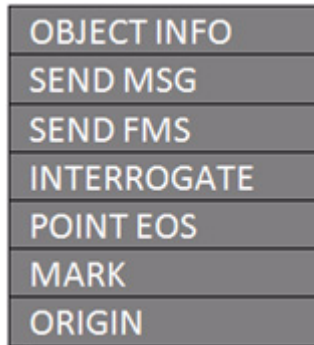 OBJECT INFO
SEND MSG
SEND FMS
INTERROGATE
POINT EOS
MARK
ORIGIN